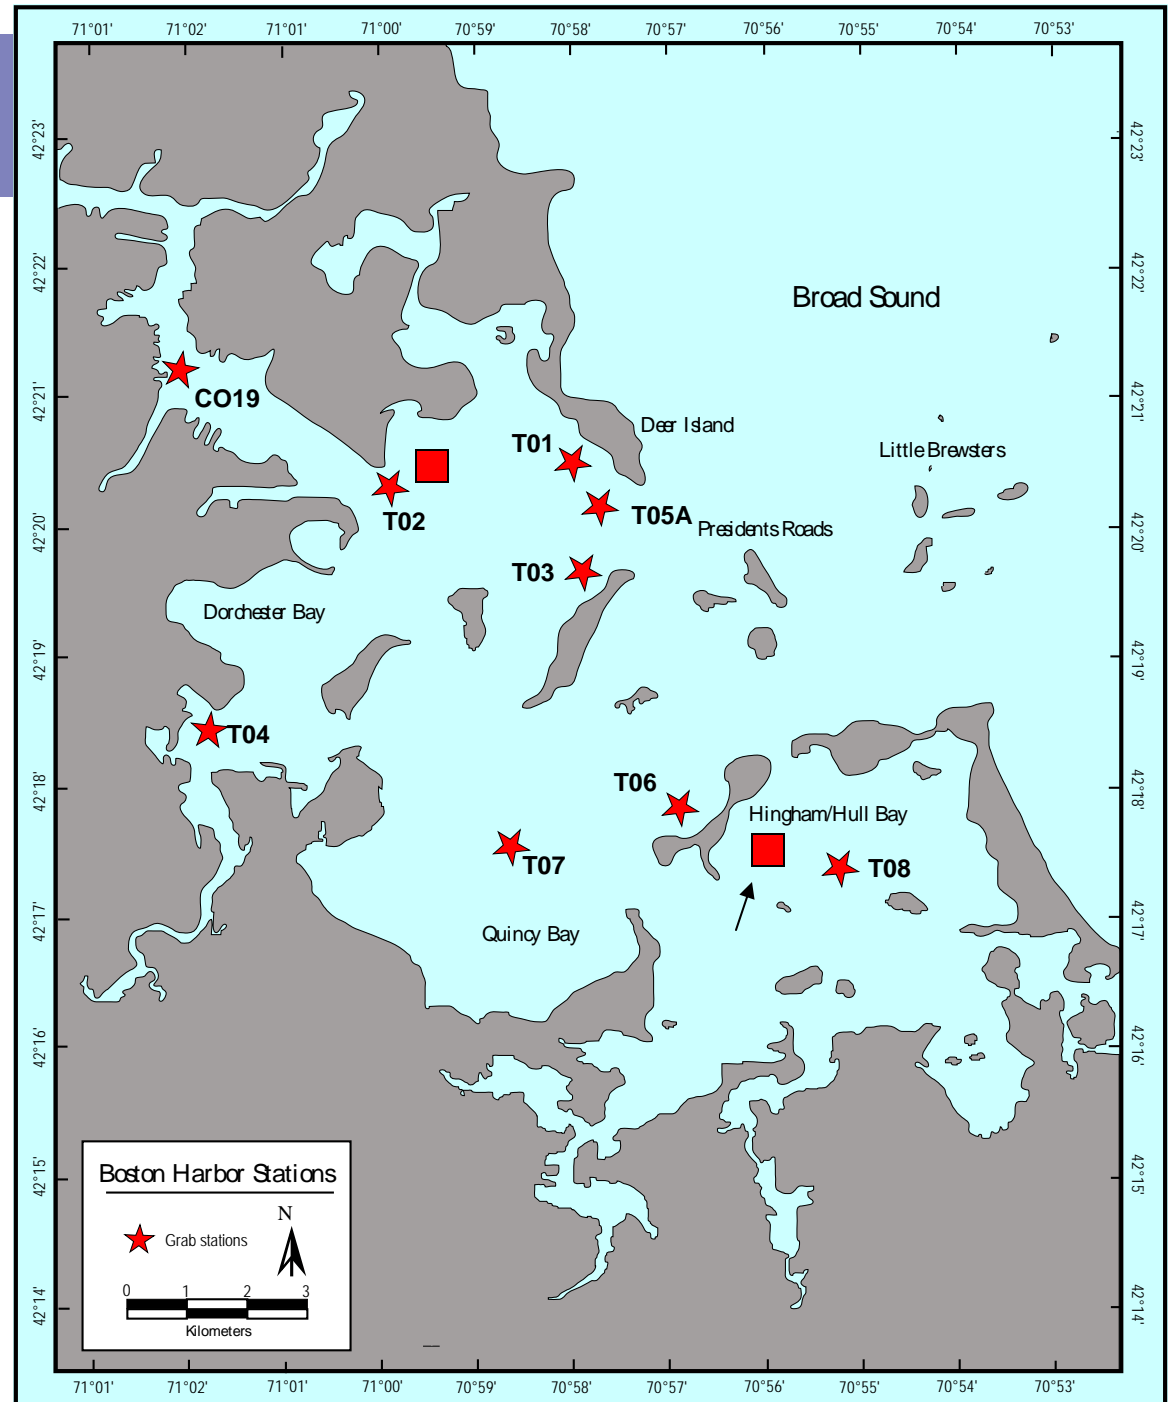 71°01' 71°02' 71°01' 71°00' 70°59' 70°58' 70°57' 70°56' 70°55' 70°54' 70°53'
42°23' 42°23'
42°22' 42°22'
Broad Sound
42°21' 42°21'
CO19
Deer Island
T01
Little Brewsters
T02
T05A
Presidents Roads
42°20' 42°20'
T03
Dorchester Bay
42°19' 42°19'
T04
T06
42°18' 42°18'
Hingham/Hull Bay
T07
T08
42°17' 42°17'
Quincy Bay
42°16' 42°16'
Boston Harbor Stations
42°15' 42°15'
N
Grab stations
0 1 2 3
Kilometers
42°14' 42°14'
71°01' 71°02' 71°01' 71°00' 70°59' 70°58' 70°57' 70°56' 70°55' 70°54' 70°53'